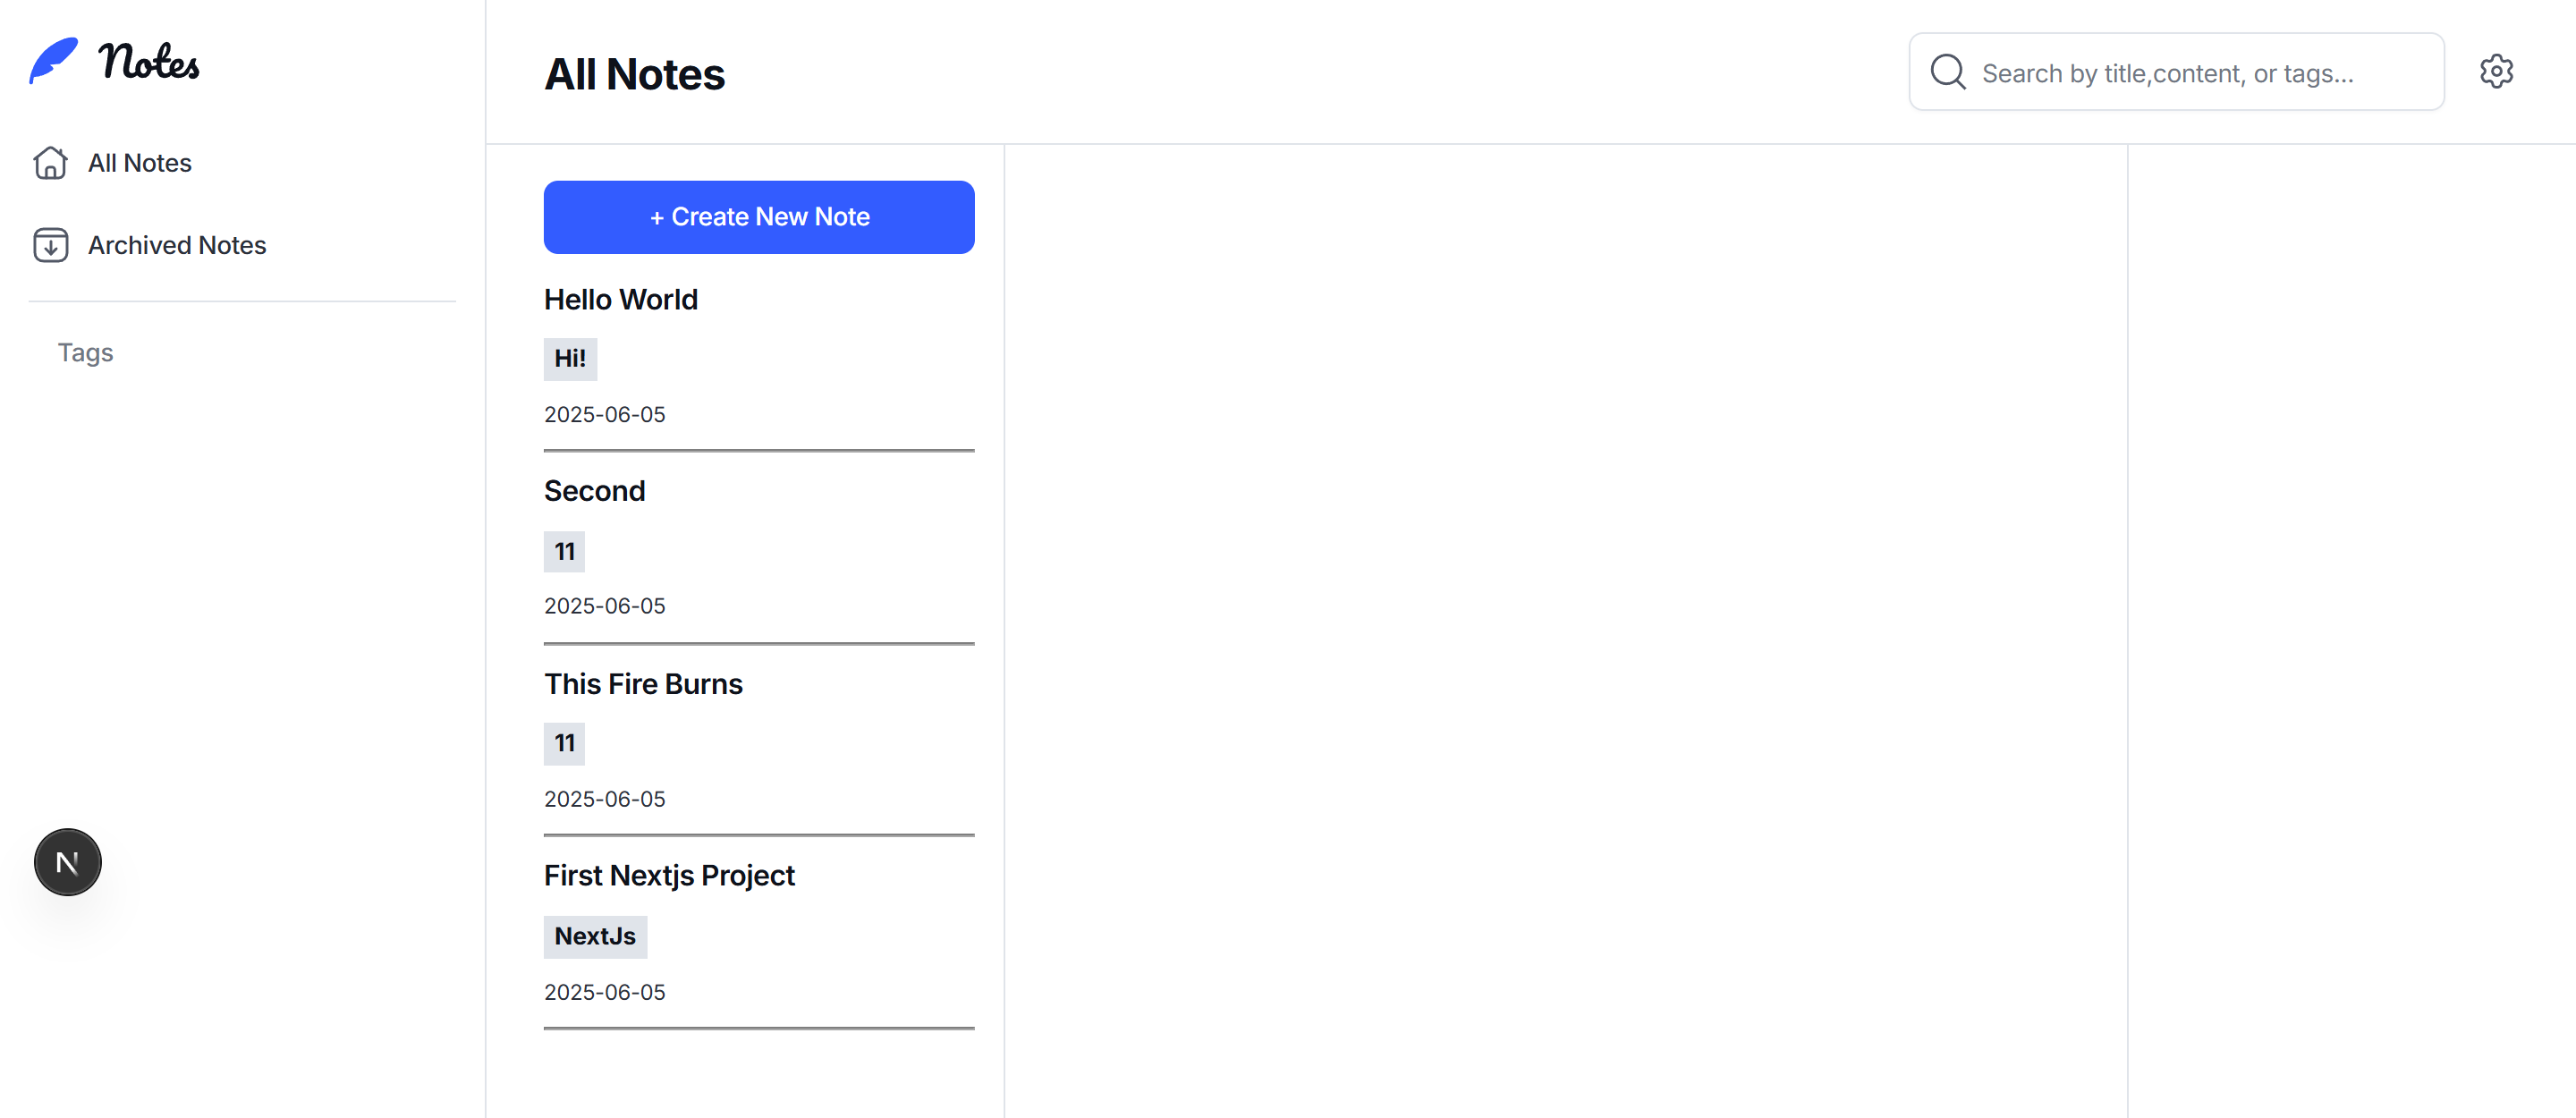 Notes
All Notes
Archived Notes
Tags
N
All Notes
Search by title,content, or tags...
+ Create New Note
Hello World
Hi!
2025-06-05
Second
11
2025-06-05
This Fire Burns
11
2025-06-05
First Nextjs Project
NextJs
2025-06-05